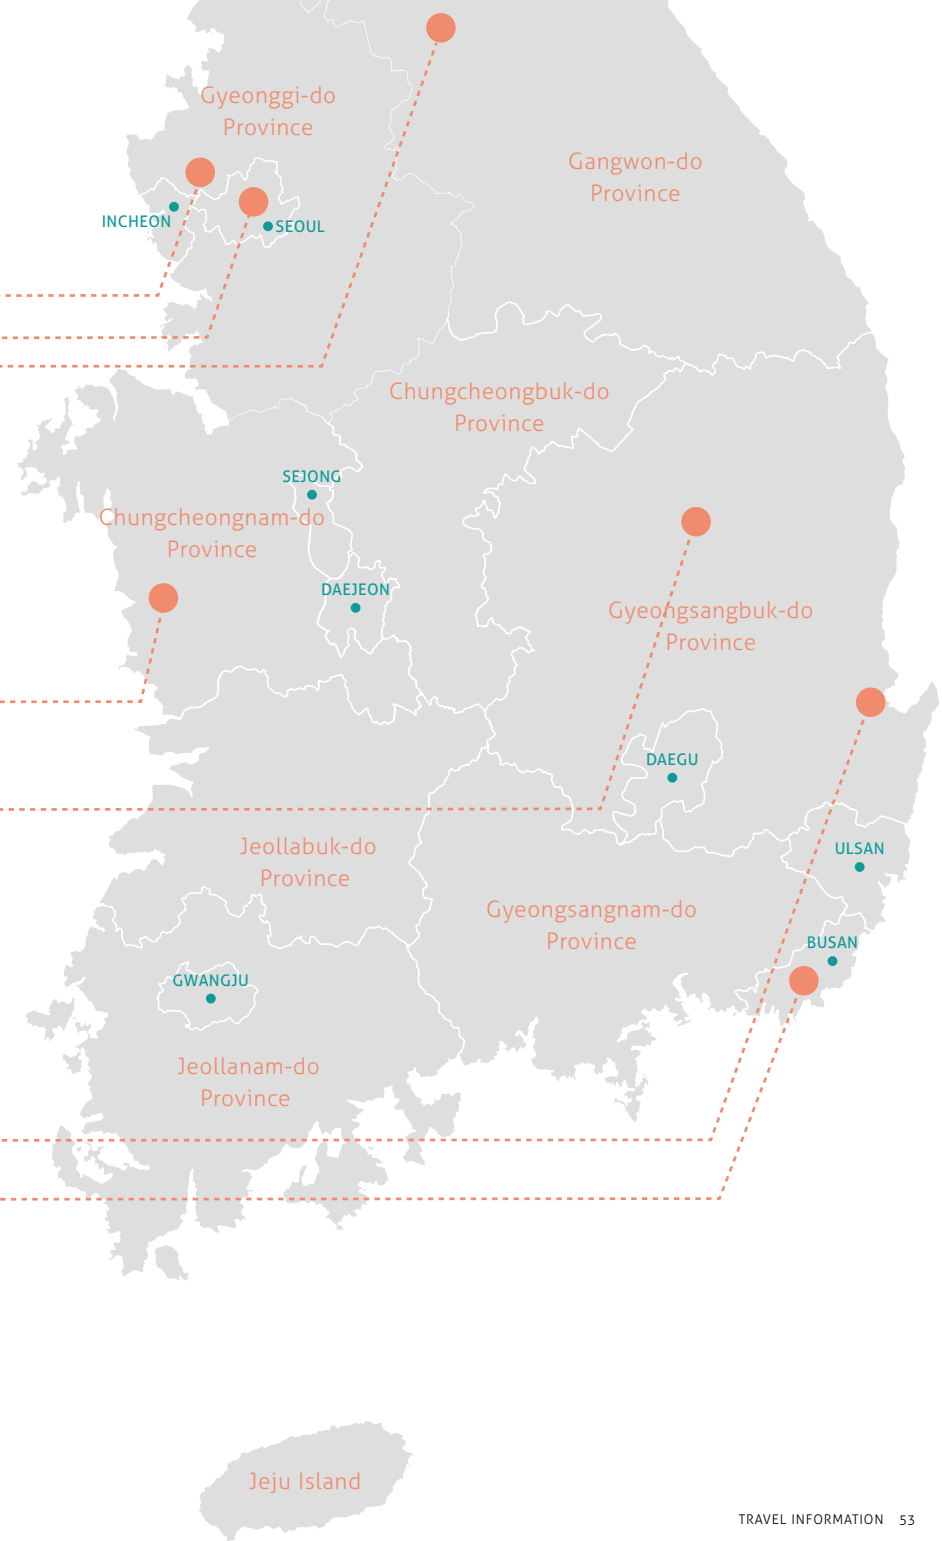 Gyeonggi-do
Province
Gangwon-do
Province
INCHEON
SEOUL
Chungcheongbuk-do
Province
SEJONG
Chungcheongnam-do
Province
DAEJEON
Gyeongsangbuk-do
Province
DAEGU
Jeollabuk-do
Province
ULSAN
Gyeongsangnam-do
Province
BUSAN
GWANGJU
Jeollanam-do
Province
Jeju Island
TRAVEL INFORMATION 53